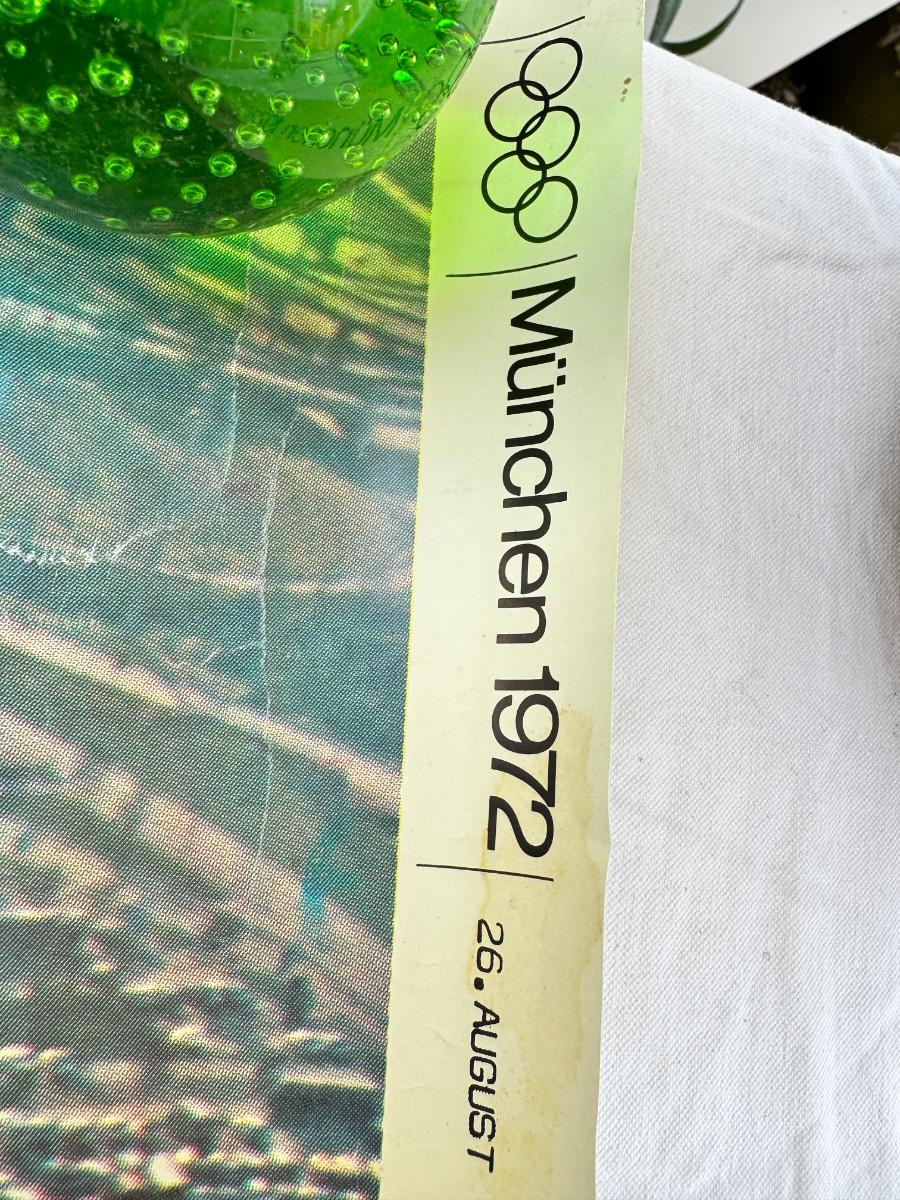 München 1972
26. AUGUST